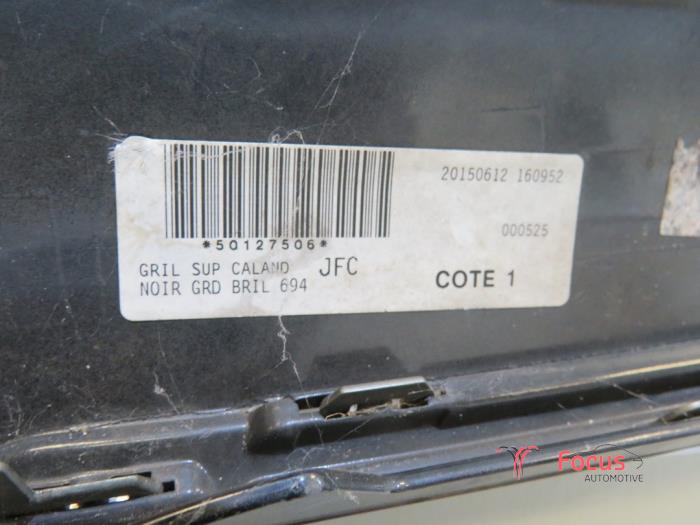 20150612 160952
*50127506*
000525
GRIL SUP CALAND JFC
NOIR GRD BRIL 694
COTE 1
Focus
AUTOMOTIVE